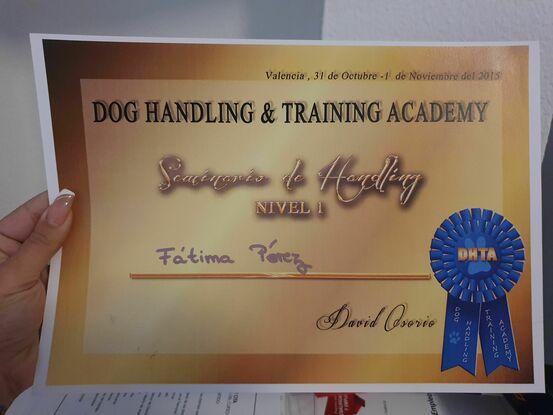 Valencia, 31 de Octubre -1 de Noviembre del 2015
DOG HANDLING & TRAINING ACADEMY
Seminario de Handling
NIVEL 1
Fátima Pérez
DHTA
David Osorio
DOG HANDLING
TRAINING ACADEMY